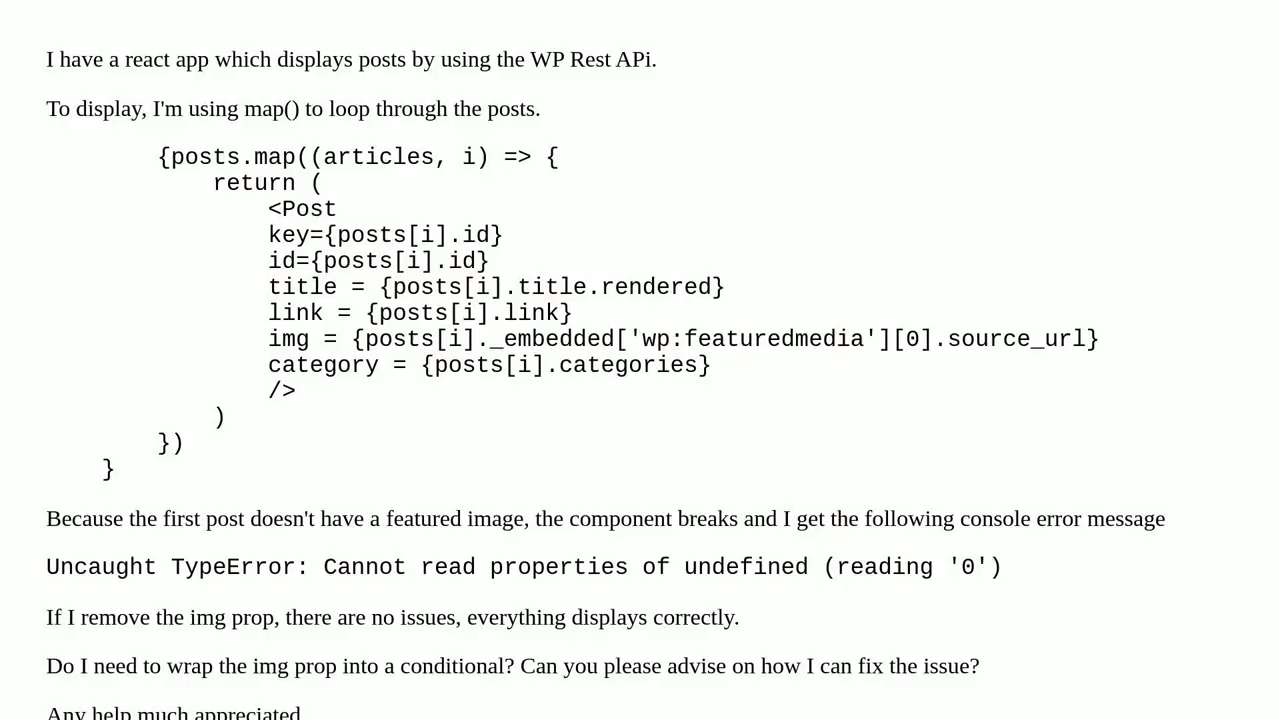 I have a react app which displays posts by using the WP Rest APi.
To display, I'm using map() to loop through the posts.
{posts.map((articles, i) => {
return (
<Post
key={posts[i].id}
id={posts[i].id}
title = {posts[i].title.rendered}
link = {posts[i].link}
img = {posts[i]._embedded['wp:featuredmedia'][0].source_url}
category = {posts[i].categories}
/>
)
})
}
Because the first post doesn't have a featured image, the component breaks and I get the following console error message
Uncaught TypeError: Cannot read properties of undefined (reading '0')
If I remove the img prop, there are no issues, everything displays correctly.
Do I need to wrap the img prop into a conditional? Can you please advise on how I can fix the issue?
Any help much appreciated